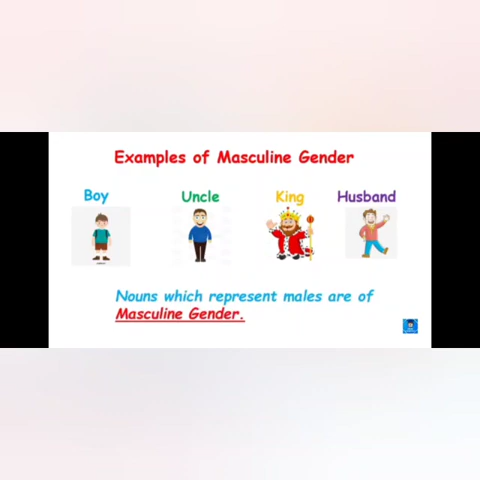 Examples of Masculine Gender
Boy Uncle King Husband
Nouns which represent males are of
Masculine Gender.